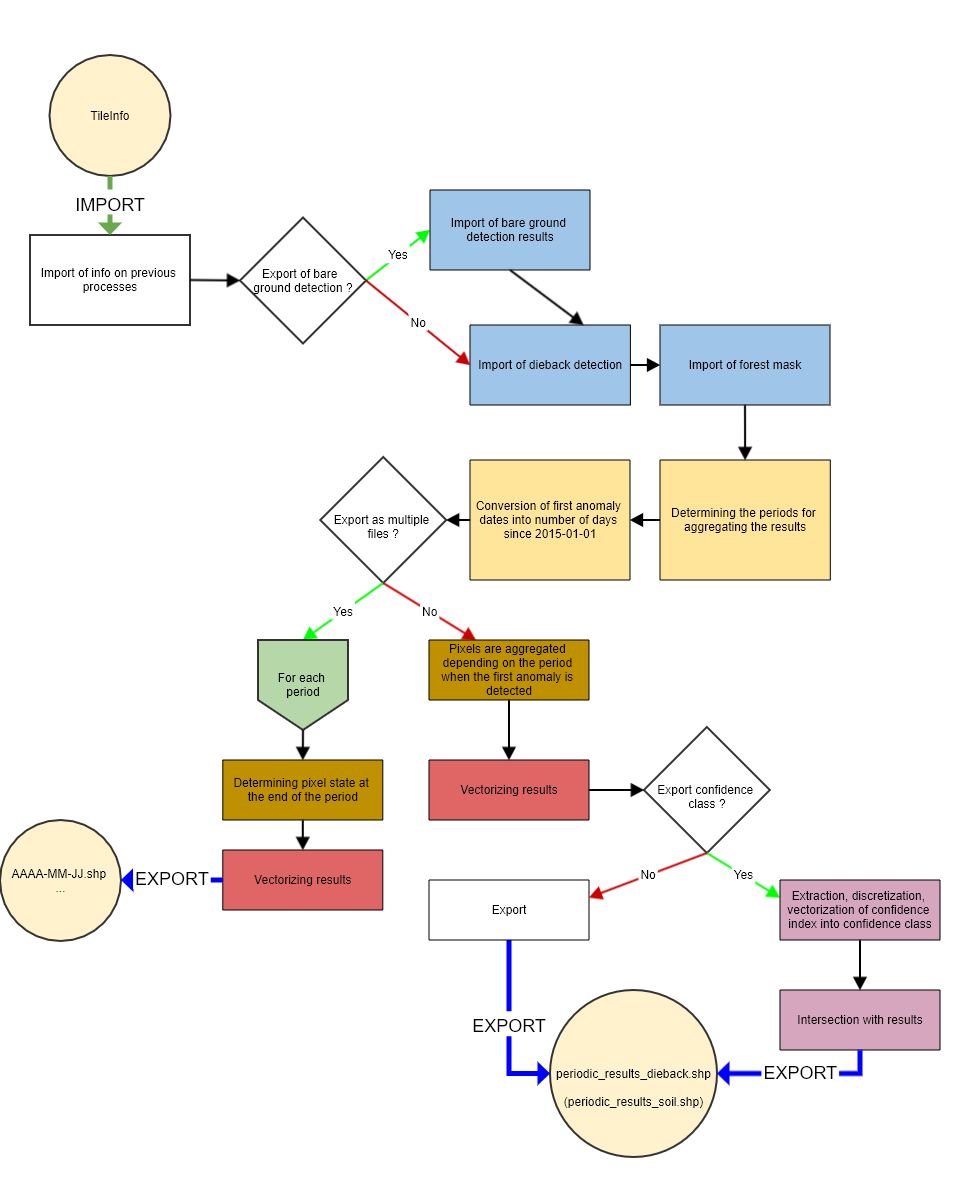 TileInfo
IMPORT
Import of info on previous
processes
Export of bare
ground detection ?
Yes
No
Import of bare ground
detection results
Import of dieback detection
Import of forest mask
Determining the periods for
aggregating the results
Conversion of first anomaly
dates into number of days
since 2015-01-01
Export as multiple
files ?
Yes
No
For each
period
Pixels are aggregated
depending on the period
when the first anomaly is
detected
Determining pixel state at
the end of the period
Vectorizing results
Export confidence
class ?
Vectorizing results
EXPORT
AAAA-MM-JJ.shp
...
No
Yes
Export
Extraction, discretization,
vectorization of confidence
index into confidence class
Intersection with results
EXPORT
EXPORT
periodic_results_dieback.shp
(periodic_results_soil.shp)